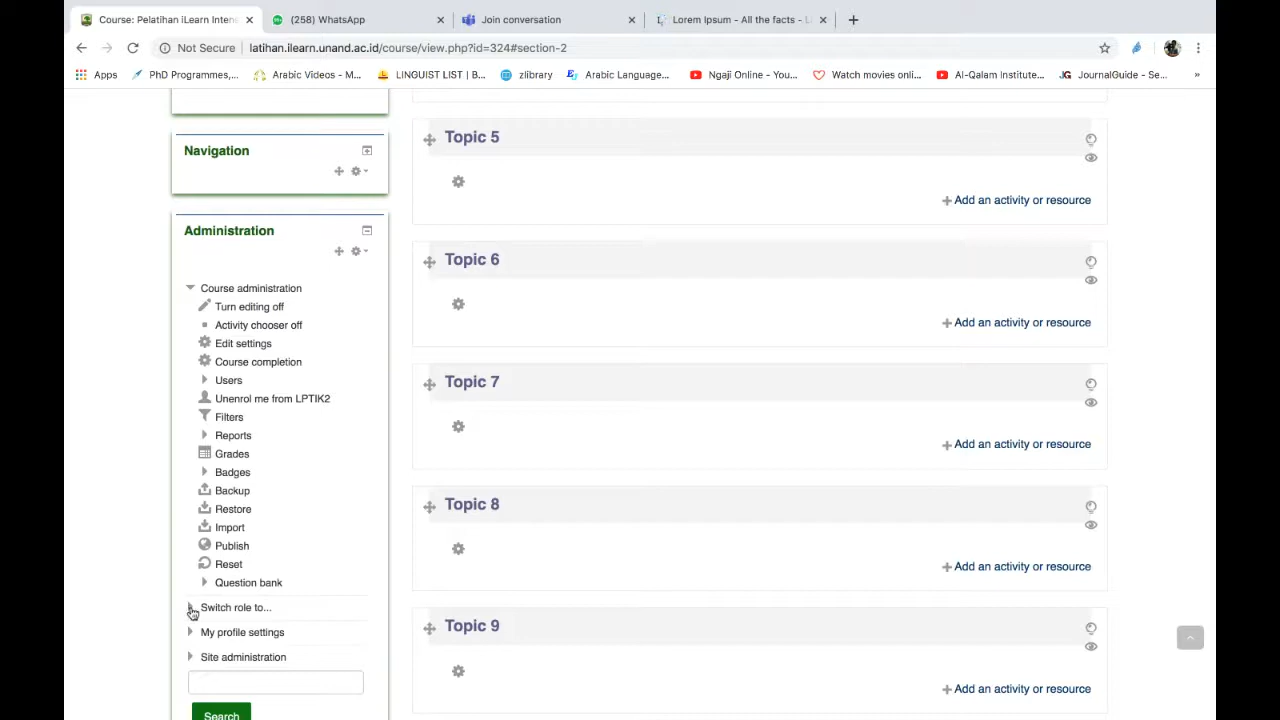 Course: Pelatihan iLearn Inten
(258) WhatsApp
Join conversation
Lorem Ipsum - All the facts - L
Not Secure
latihan.ilearn.unand.ac.id/course/view.php?id=324#section-2
Apps
PhD Programmes,...
Arabic Videos - M...
LINGUIST LIST | B...
zlibrary
Arabic Language...
Ngaji Online - You...
Watch movies onli...
Al-Qalam Institute...
JournalGuide - Se...
»
Navigation
Administration
Course administration
Turn editing off
Activity chooser off
Edit settings
Course completion
Users
Unenrol me from LPTIK2
Filters
Reports
Grades
Badges
Backup
Restore
Import
Publish
Reset
Question bank
Switch role to...
My profile settings
Site administration
Search
Topic 5
Add an activity or resource
Topic 6
Add an activity or resource
Topic 7
Add an activity or resource
Topic 8
Add an activity or resource
Topic 9
Add an activity or resource